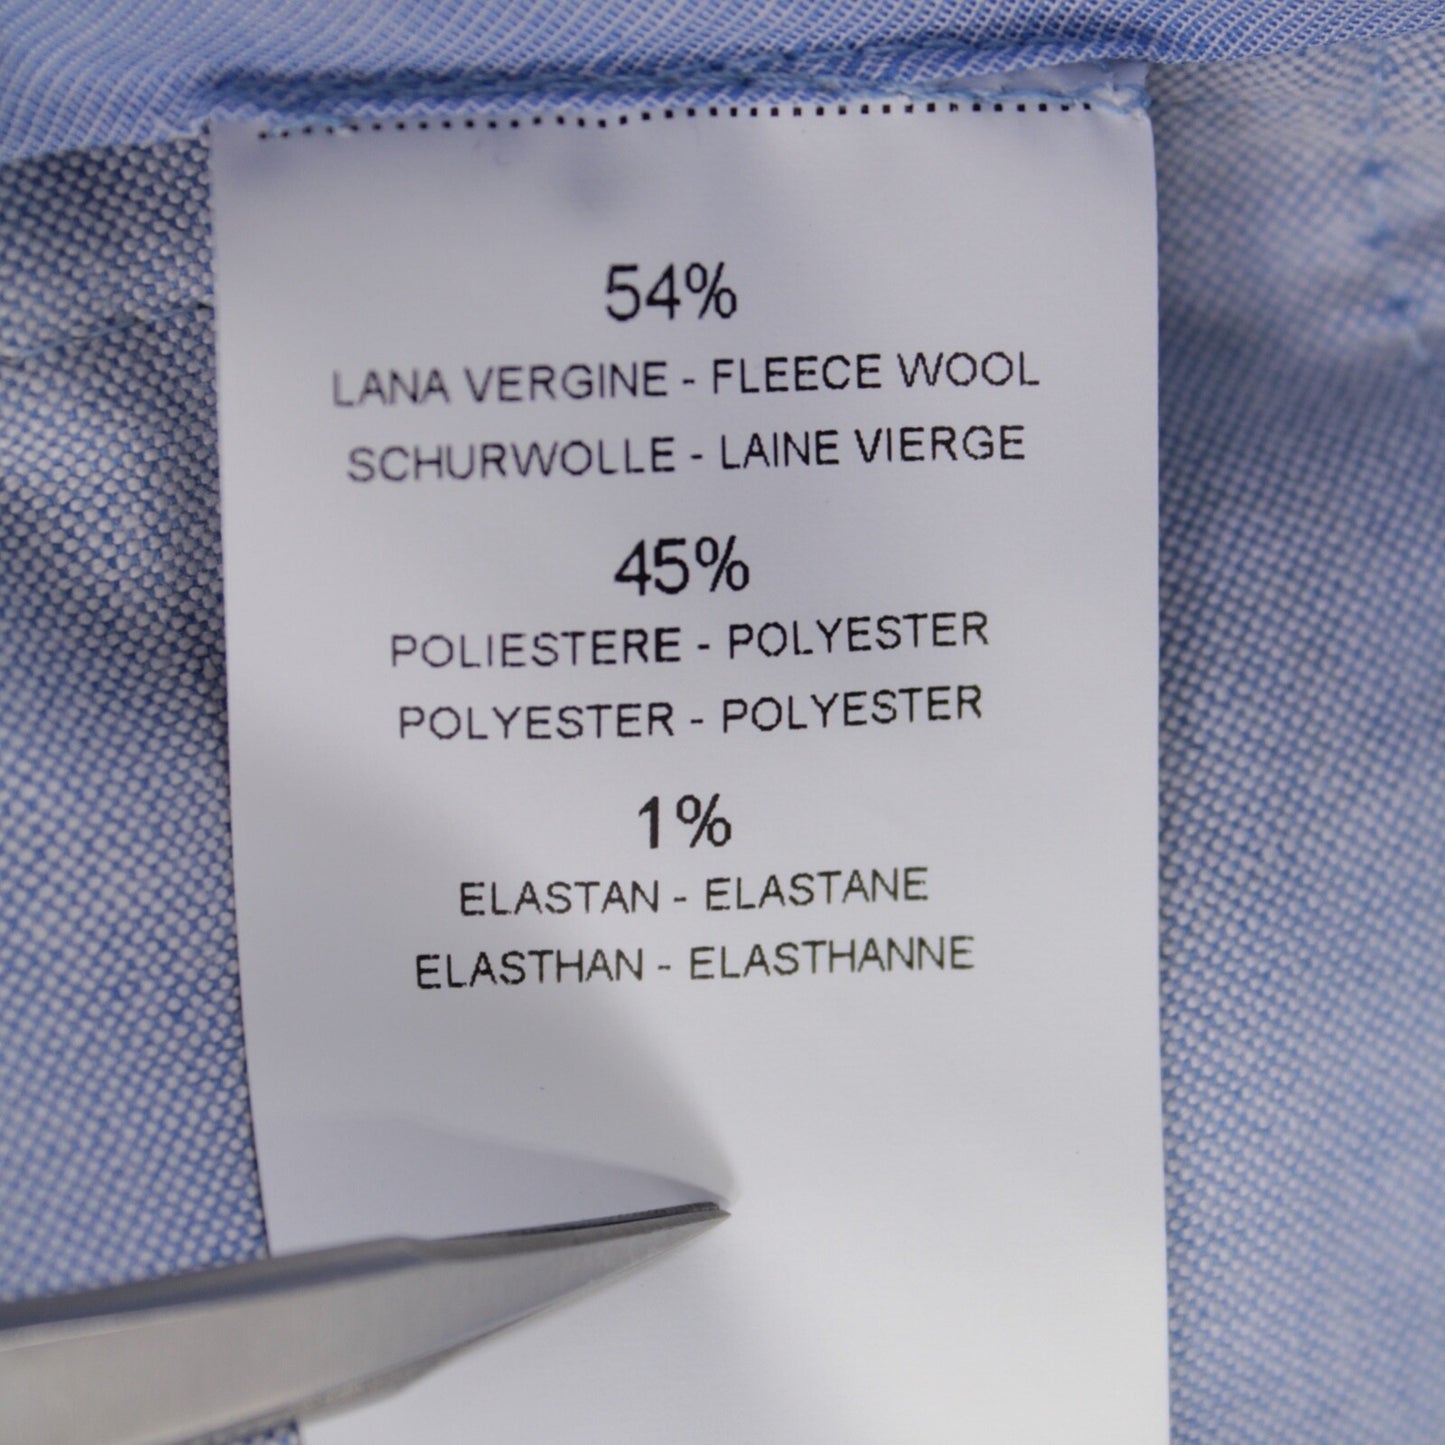 54%
LANA VERGINE - FLEECE WOOL
SCHURWOLLE - LAINE VIERGE
45%
POLIESTERE - POLYESTER
POLYESTER - POLYESTER
1%
ELASTAN - ELASTANE
ELASTHAN - ELASTHANNE